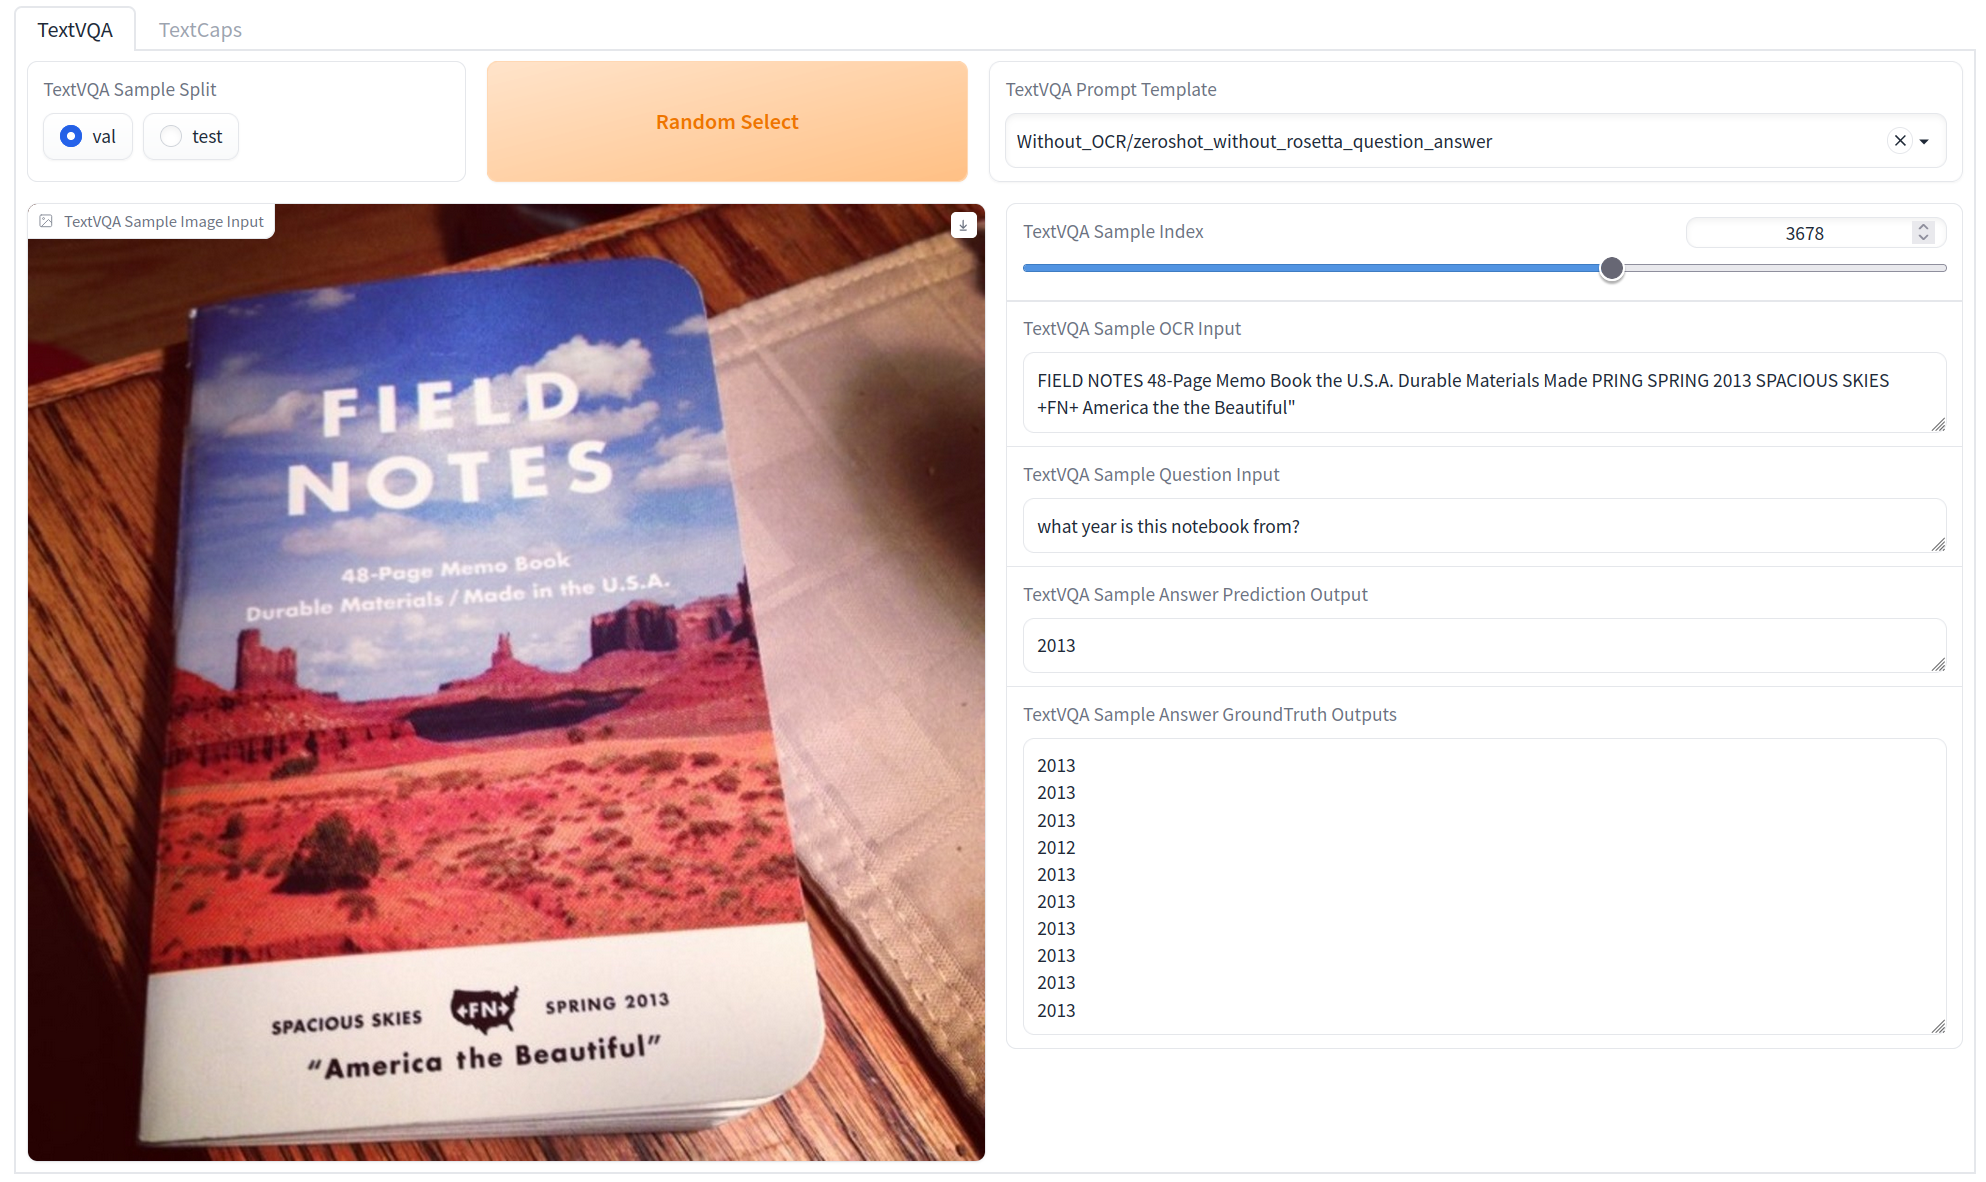 TextVQA
TextCaps
TextVQA Sample Split
val
test
Random Select
TextVQA Prompt Template
Without_OCR/zeroshot_without_rosetta_question_answer
TextVQA Sample Image Input
FIELD
NOTES
48-Page Memo Book
Durable Materials / Made in the U.S.A.
SPACIOUS SKIES
FN
SPRING 2013
“America the Beautiful”
TextVQA Sample Index
3678
TextVQA Sample OCR Input
FIELD NOTES 48-Page Memo Book the U.S.A. Durable Materials Made PRING SPRING 2013 SPACIOUS SKIES
+FN+ America the the Beautiful"
TextVQA Sample Question Input
what year is this notebook from?
TextVQA Sample Answer Prediction Output
2013
TextVQA Sample Answer GroundTruth Outputs
2013
2013
2013
2012
2013
2013
2013
2013
2013
2013